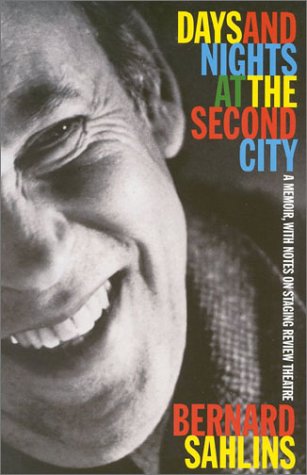 DAYS AND
NIGHTS
AT THE
SECOND
CITY
A MEMOIR, WITH NOTES ON STAGING REVIEW THEATRE
BERNARD
SAHLINS